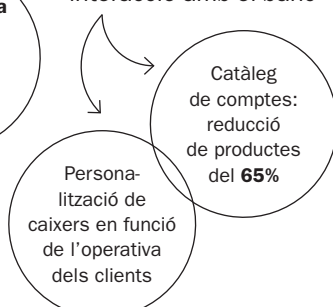 a
Catàleg
de comptes:
reducció
de productes
del 65%
Persona-
lització de
caixers en funció
de l'operativa
dels clients